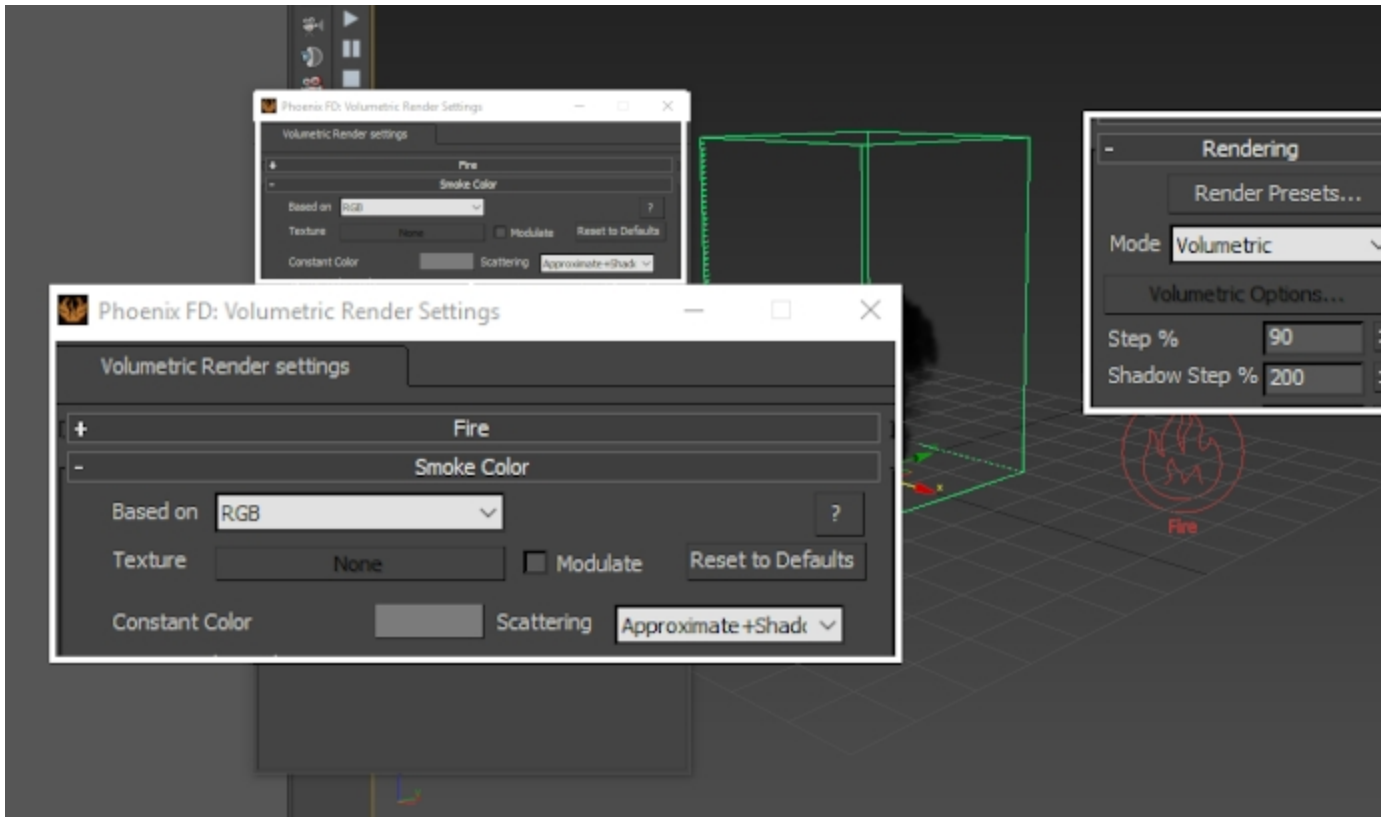 Phoenix FD: Volumetric Render Settings
Volumetric Render settings
+ Fire
- Smoke Color
Based on RGB ?
Texture None Modulate Reset to Defaults
Constant Color Scattering Approximate+Shad
Phoenix FD: Volumetric Render Settings
Volumetric Render settings
+ Fire
- Smoke Color
Based on RGB ?
Texture None Modulate Reset to Defaults
Constant Color Scattering Approximate+Shad
- Rendering
Render Presets...
Mode Volumetric
Volumetric Options...
Step % 90
Shadow Step % 200
Fire
x